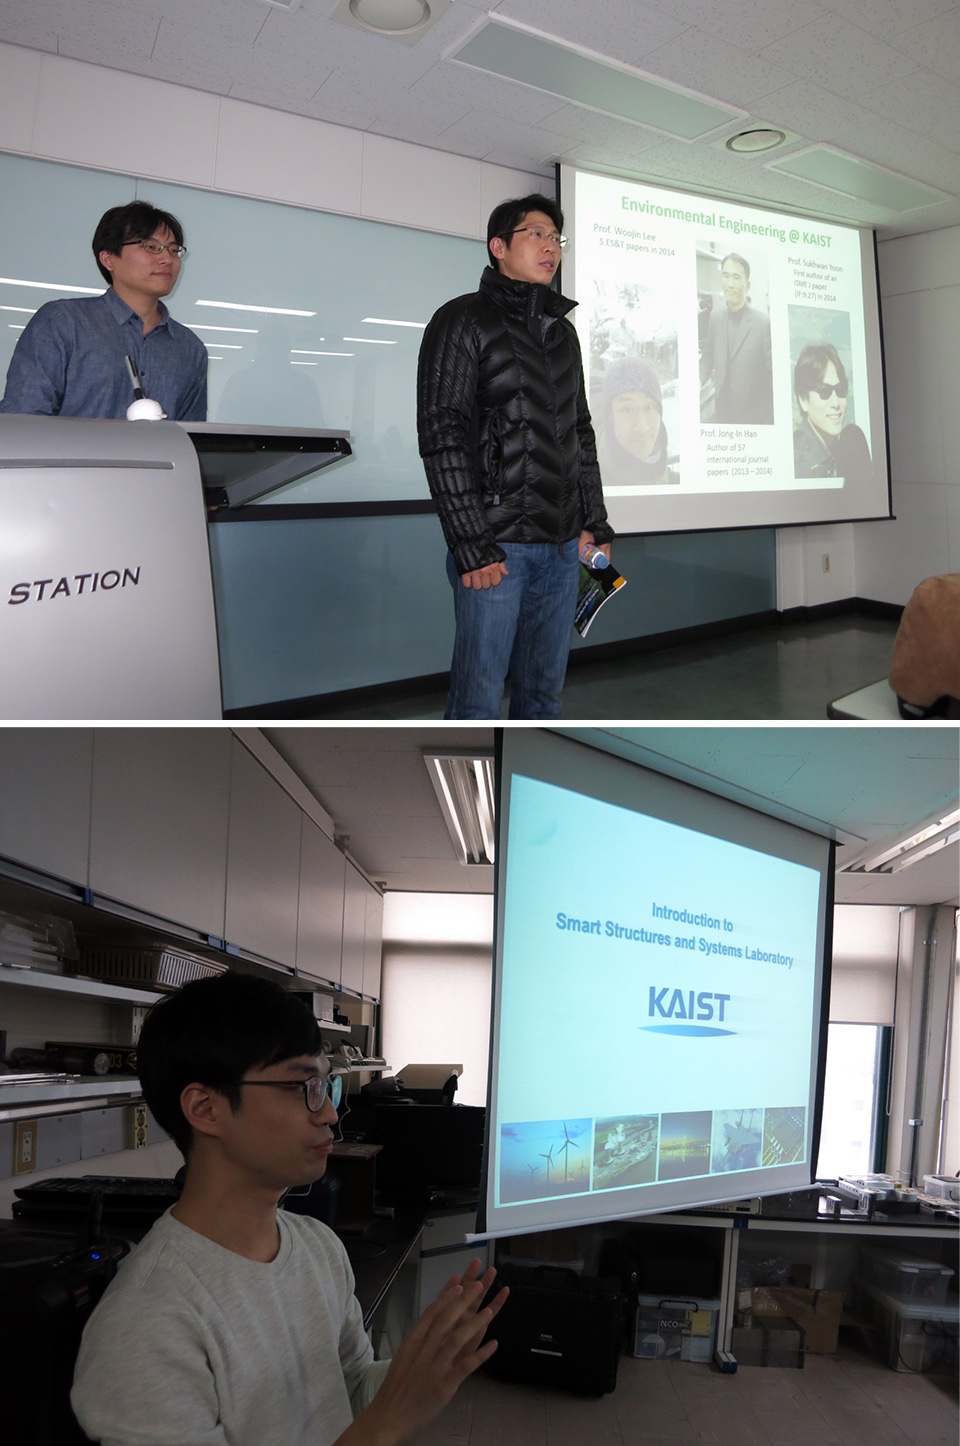 Environmental Engineering @ KAIST
Prof. Woojin Lee
5 ES&T papers in 2014
Prof. Sukhwan Yoon
First author of an
ISME J paper
(IF:9.27) in 2014
Prof. Jong-In Han
Author of 57
international journal
papers (2013 – 2014)
STATION
Introduction to
Smart Structures and Systems Laboratory
KAIST
NCO